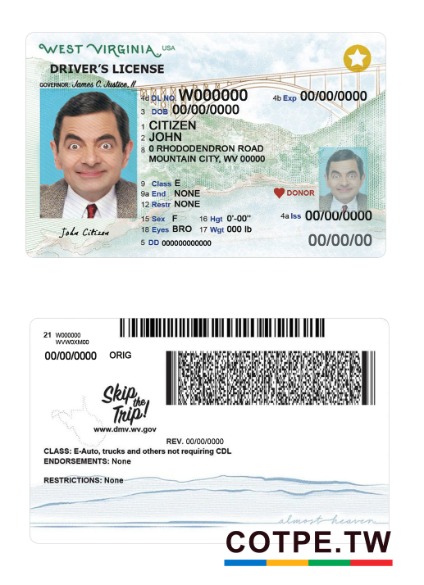 WEST VIRGINIA USA
DRIVER'S LICENSE
GOVERNOR: James C. Justice, II
4d DL NO W000000 4b Exp 00/00/0000
3 DOB 00/00/0000
1 CITIZEN
2 JOHN
8 0 RHODODENDRON ROAD
MOUNTAIN CITY, WV 00000
9 Class E
9a End NONE
12 Restr NONE
DONOR
15 Sex F 16 Hgt 0'-00"
4a Iss 00/00/0000
18 Eyes BRO 17 Wgt 000 lb
5 DD 000000000000
00/00/00
John Citizen
21 W000000
WVW0XM00
00/00/0000 ORIG
Skip
the
Trip!
www.dmv.wv.gov
REV. 00/00/0000
CLASS: E-Auto, trucks and others not requiring CDL
ENDORSEMENTS: None
RESTRICTIONS: None
almost heaven
COTPE.TW